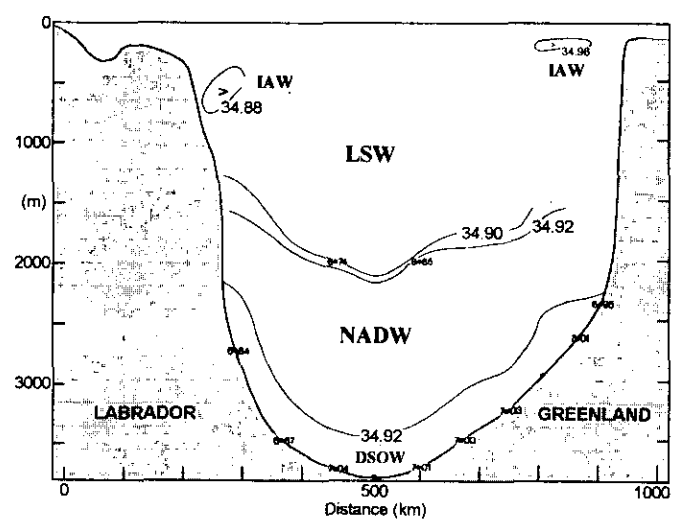 0
IAW
>
34.88
>
34.96
IAW
1000
LSW
(m)
34.90
34.92
2000
NADW
3000
LABRADOR
GREENLAND
34.92
DSOW
0
500
1000
Distance (km)